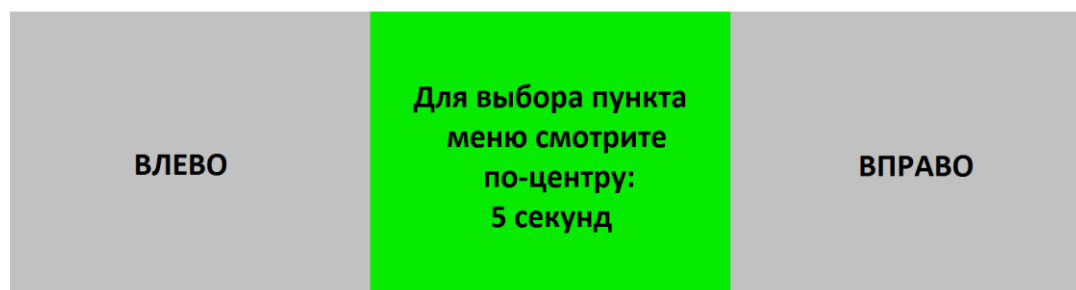 ВЛЕВО
Для выбора пункта
меню смотрите
по-центру:
5 секунд
ВПРАВО